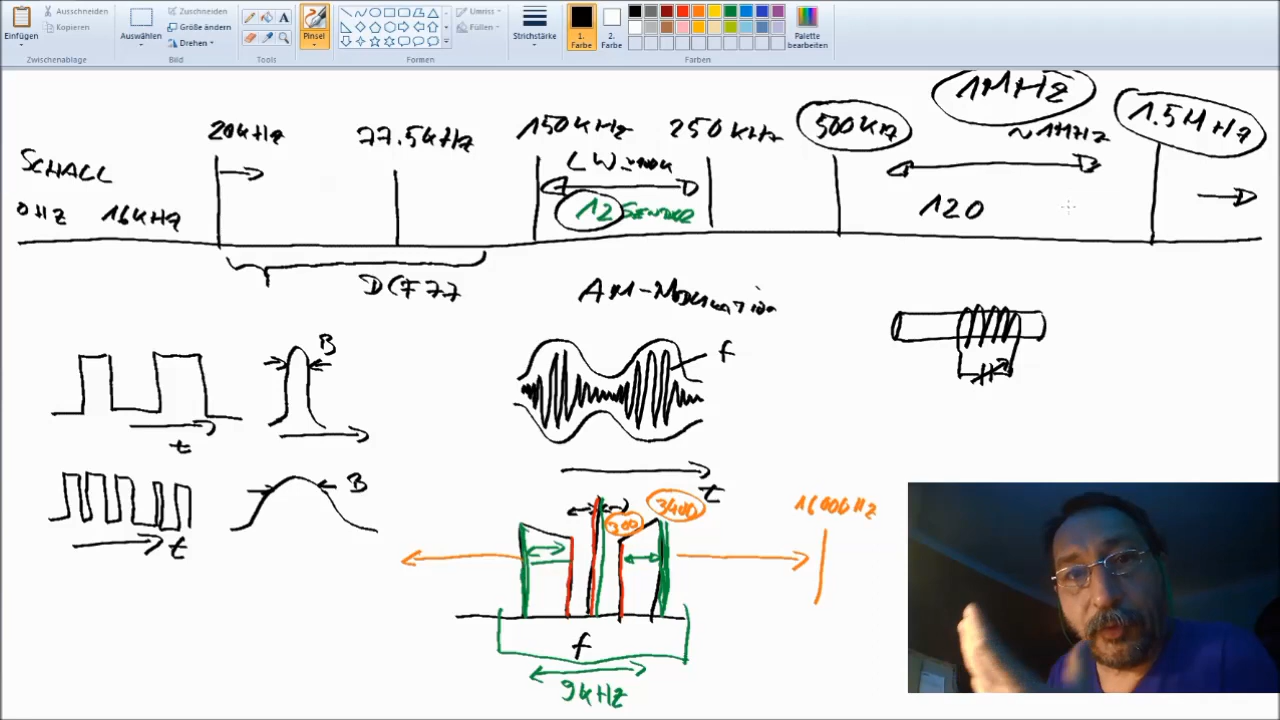 Einfügen
Ausschneiden
Kopieren
Zwischenablage
Auswählen
Zuschneiden
Größe ändern
Drehen
Bild
A
Tools
Pinsel
Formen
Umriss
Füllen
Strichstärke
1. Farbe
2. Farbe
Palette bearbeiten
Farben
1MHz
20KHz
77.5KHz
150KHz
250KHz
500KHz
~1MHz
1.5MHz
SCHALL
0HZ 16KHz
12 SENDER
120
DCF77
AM-Modulation
B
f
t
B
t
t
300
3400
16000Hz
f
9KHz